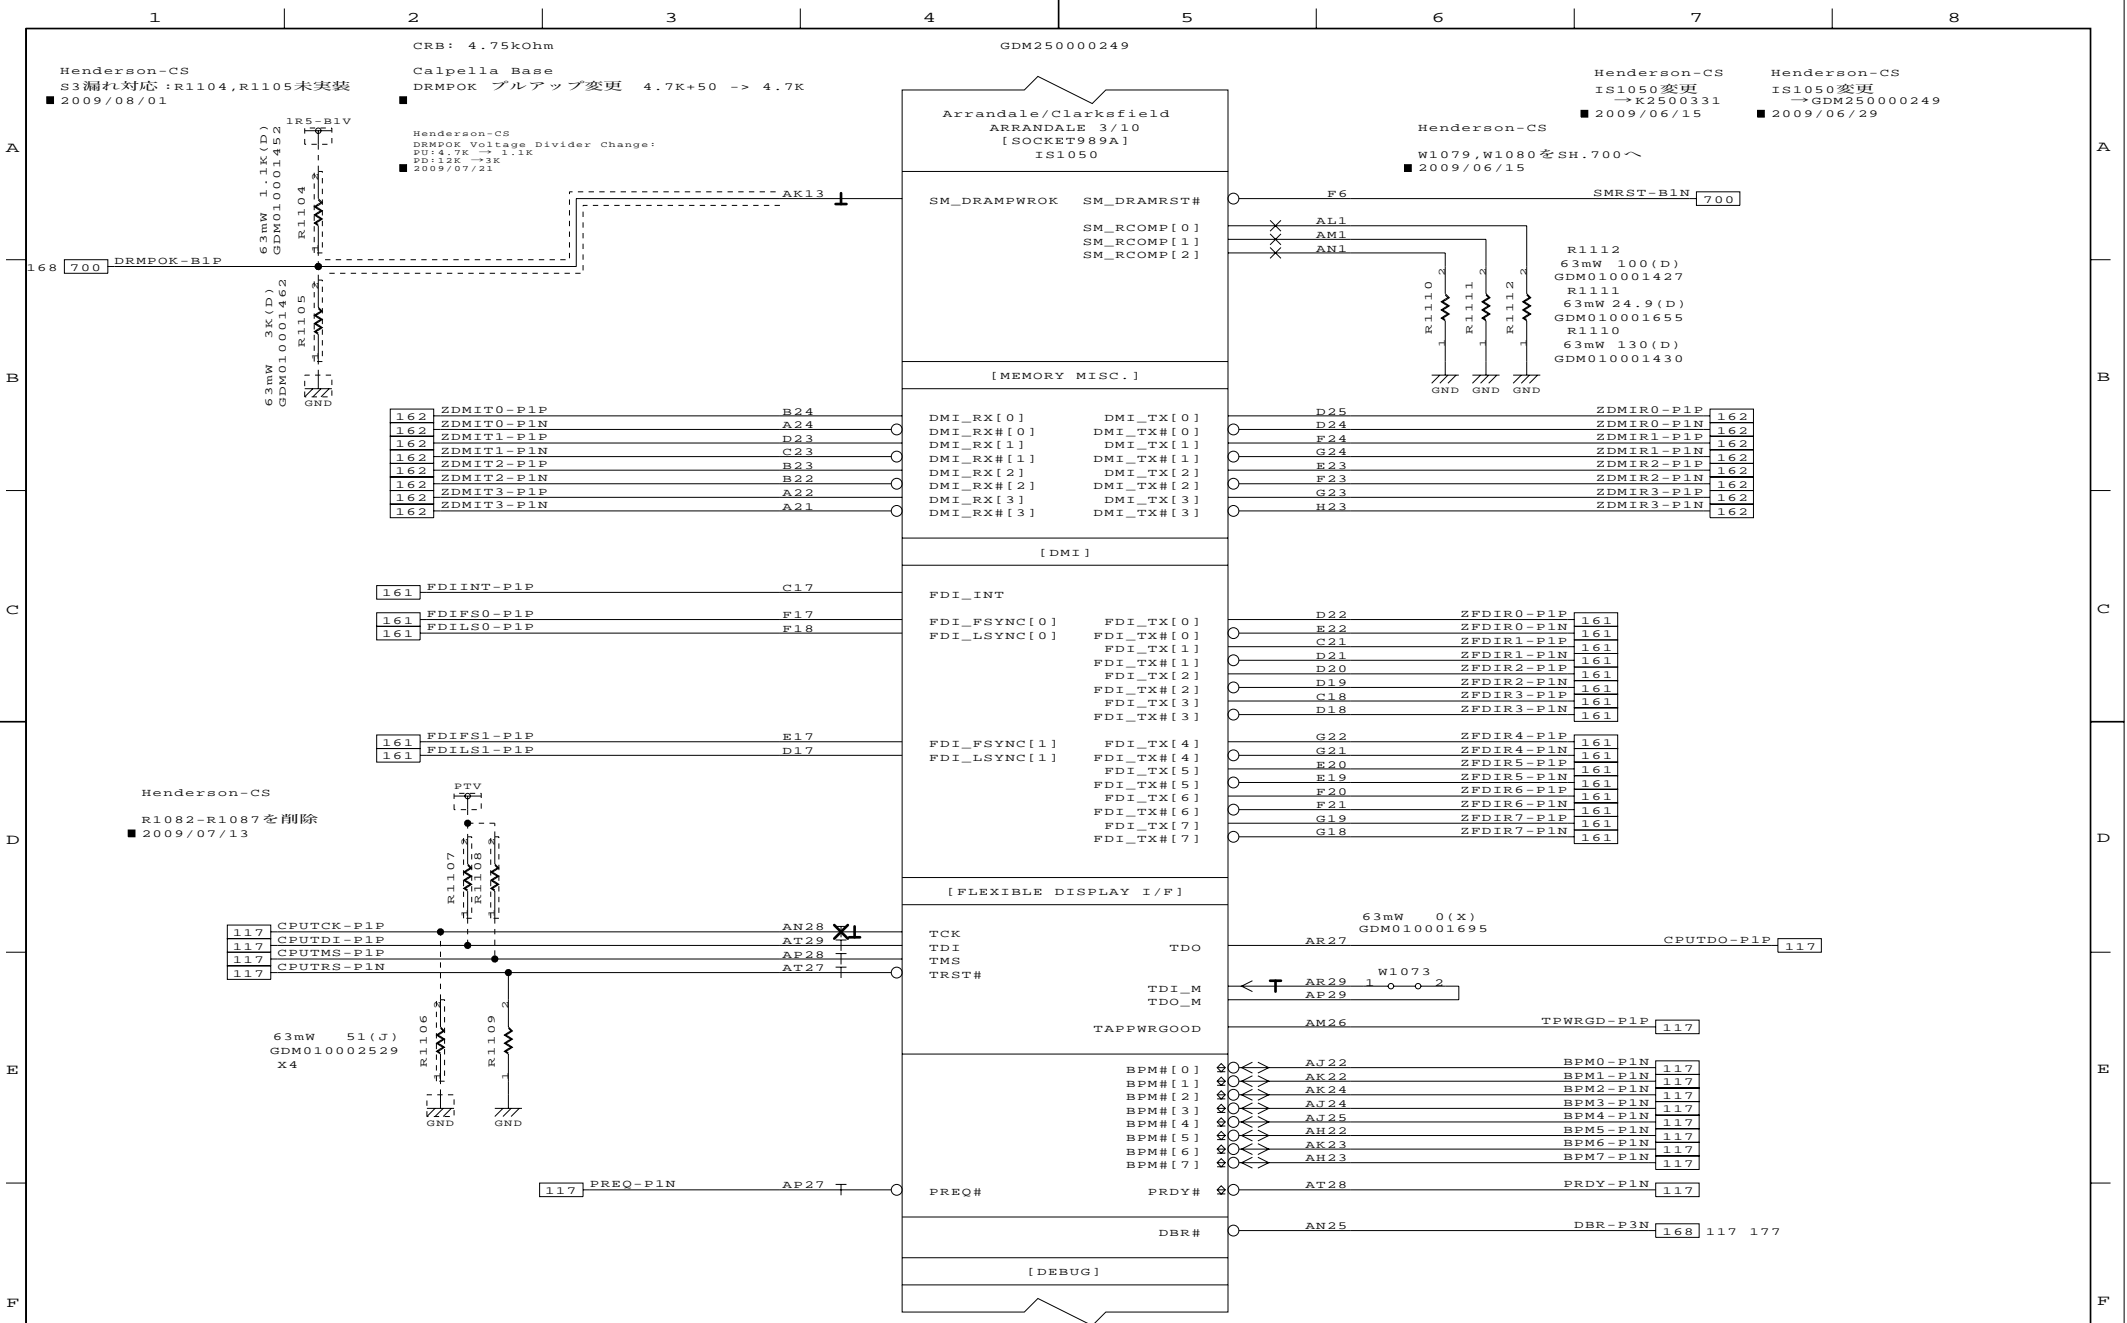 1 2 3 4 5 6 7 8
CRB: 4.75kOhm
GDM250000249
Henderson-CS
S3漏れ対応:R1104,R1105未実装
■ 2009/08/01
Calpella Base
DRMPOK プルアップ変更 4.7K+50 -> 4.7K
■
Henderson-CS
DRMPOK Voltage Divider Change:
PU:4.7K → 1.1K
PD:12K →3K
■ 2009/07/21
Henderson-CS
IS1050変更
→K2500331
■ 2009/06/15
Henderson-CS
IS1050変更
→GDM250000249
■ 2009/06/29
Henderson-CS
W1079,W1080をSH.700へ
■ 2009/06/15
Arrandale/Clarksfield
ARRANDALE 3/10
[SOCKET989A]
IS1050
A A
1R5-B1V
63mW 1.1K(D)
GDM010001452
R1104
1 2
168 700 DRMPOK-B1P
63mW 3K(D)
GDM010001462
R1105
1 2
GND
AK13 SM_DRAMPWROK
SM_DRAMRST# F6 SMRST-B1N 700
SM_RCOMP[0] AL1
SM_RCOMP[1] AM1
SM_RCOMP[2] AN1
R1110 R1111 R1112
2 2 2
1 1 1
GND GND GND
R1112
63mW 100(D)
GDM010001427
R1111
63mW 24.9(D)
GDM010001655
R1110
63mW 130(D)
GDM010001430
B B
[MEMORY MISC.]
162 ZDMIT0-P1P B24 DMI_RX[0] DMI_TX[0] D25 ZDMIR0-P1P 162
162 ZDMIT0-P1N A24 DMI_RX#[0] DMI_TX#[0] D24 ZDMIR0-P1N 162
162 ZDMIT1-P1P D23 DMI_RX[1] DMI_TX[1] F24 ZDMIR1-P1P 162
162 ZDMIT1-P1N C23 DMI_RX#[1] DMI_TX#[1] G24 ZDMIR1-P1N 162
162 ZDMIT2-P1P B23 DMI_RX[2] DMI_TX[2] E23 ZDMIR2-P1P 162
162 ZDMIT2-P1N B22 DMI_RX#[2] DMI_TX#[2] F23 ZDMIR2-P1N 162
162 ZDMIT3-P1P A22 DMI_RX[3] DMI_TX[3] G23 ZDMIR3-P1P 162
162 ZDMIT3-P1N A21 DMI_RX#[3] DMI_TX#[3] H23 ZDMIR3-P1N 162
[DMI]
161 FDIINT-P1P C17 FDI_INT
C C
161 FDIFS0-P1P F17 FDI_FSYNC[0] FDI_TX[0] D22 ZFDIR0-P1P 161
161 FDILS0-P1P F18 FDI_LSYNC[0] FDI_TX#[0] E22 ZFDIR0-P1N 161
FDI_TX[1] C21 ZFDIR1-P1P 161
FDI_TX#[1] D21 ZFDIR1-P1N 161
FDI_TX[2] D20 ZFDIR2-P1P 161
FDI_TX#[2] D19 ZFDIR2-P1N 161
FDI_TX[3] C18 ZFDIR3-P1P 161
FDI_TX#[3] D18 ZFDIR3-P1N 161
161 FDIFS1-P1P E17 FDI_FSYNC[1] FDI_TX[4] G22 ZFDIR4-P1P 161
161 FDILS1-P1P D17 FDI_LSYNC[1] FDI_TX#[4] G21 ZFDIR4-P1N 161
FDI_TX[5] E20 ZFDIR5-P1P 161
FDI_TX#[5] E19 ZFDIR5-P1N 161
FDI_TX[6] F20 ZFDIR6-P1P 161
FDI_TX#[6] F21 ZFDIR6-P1N 161
FDI_TX[7] G19 ZFDIR7-P1P 161
FDI_TX#[7] G18 ZFDIR7-P1N 161
Henderson-CS
R1082-R1087を削除
■ 2009/07/13
D D
PTV
R1107 R1108
2 2
1 1
[FLEXIBLE DISPLAY I/F]
117 CPUTCK-P1P AN28 TCK
117 CPUTDI-P1P AT29 TDI
117 CPUTMS-P1P AP28 TMS
117 CPUTRS-P1N AT27 TRST#
63mW 0(X)
GDM010001695
TDO AR27 CPUTDO-P1P 117
TDI_M AR29 1 W1073 2
TDO_M AP29
TAPPWRGOOD AM26 TPWRGD-P1P 117
63mW 51(J)
GDM010002529
X4
R1106 R1109
2 2
1 1
GND GND
E E
BPM#[0] AJ22 BPM0-P1N 117
BPM#[1] AK22 BPM1-P1N 117
BPM#[2] AK24 BPM2-P1N 117
BPM#[3] AJ24 BPM3-P1N 117
BPM#[4] AJ25 BPM4-P1N 117
BPM#[5] AH22 BPM5-P1N 117
BPM#[6] AK23 BPM6-P1N 117
BPM#[7] AH23 BPM7-P1N 117
117 PREQ-P1N AP27 PREQ# PRDY# AT28 PRDY-P1N 117
DBR# AN25 DBR-P3N 168 117 177
[DEBUG]
F F